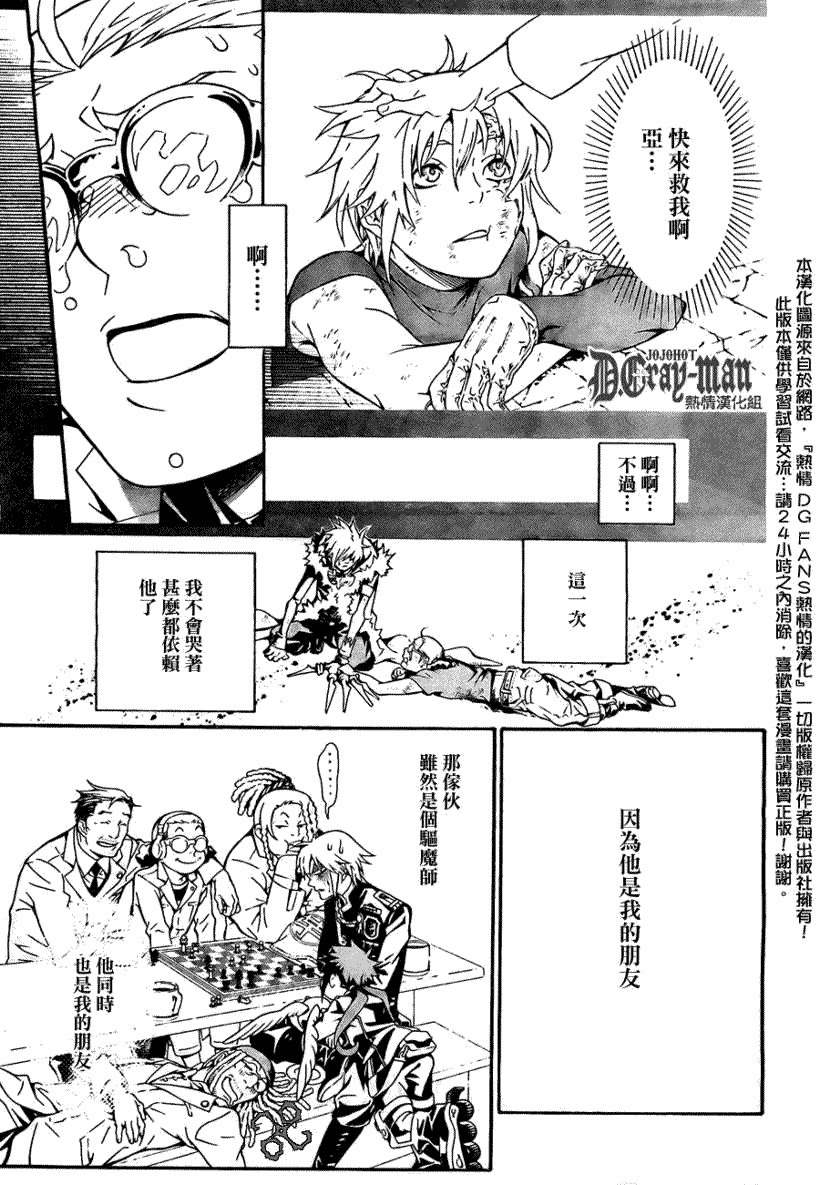 快來救我啊
亞…
啊……
JOJOHOT
D.Gray-man
熱情漢化組
啊啊…
不過…
這一次
我不會哭著
甚麼都依賴
他了
因為他是我的朋友
那傢伙
雖然是個驅魔師
……
他同時
也是我的朋友
本漢化圖源來自於網路，『熱情 DG FANS熱情的漢化』一切版權歸原作者與出版社擁有！
此版本僅供學習試看交流…請24小時之內消除，喜歡這套漫畫請購買正版！謝謝。